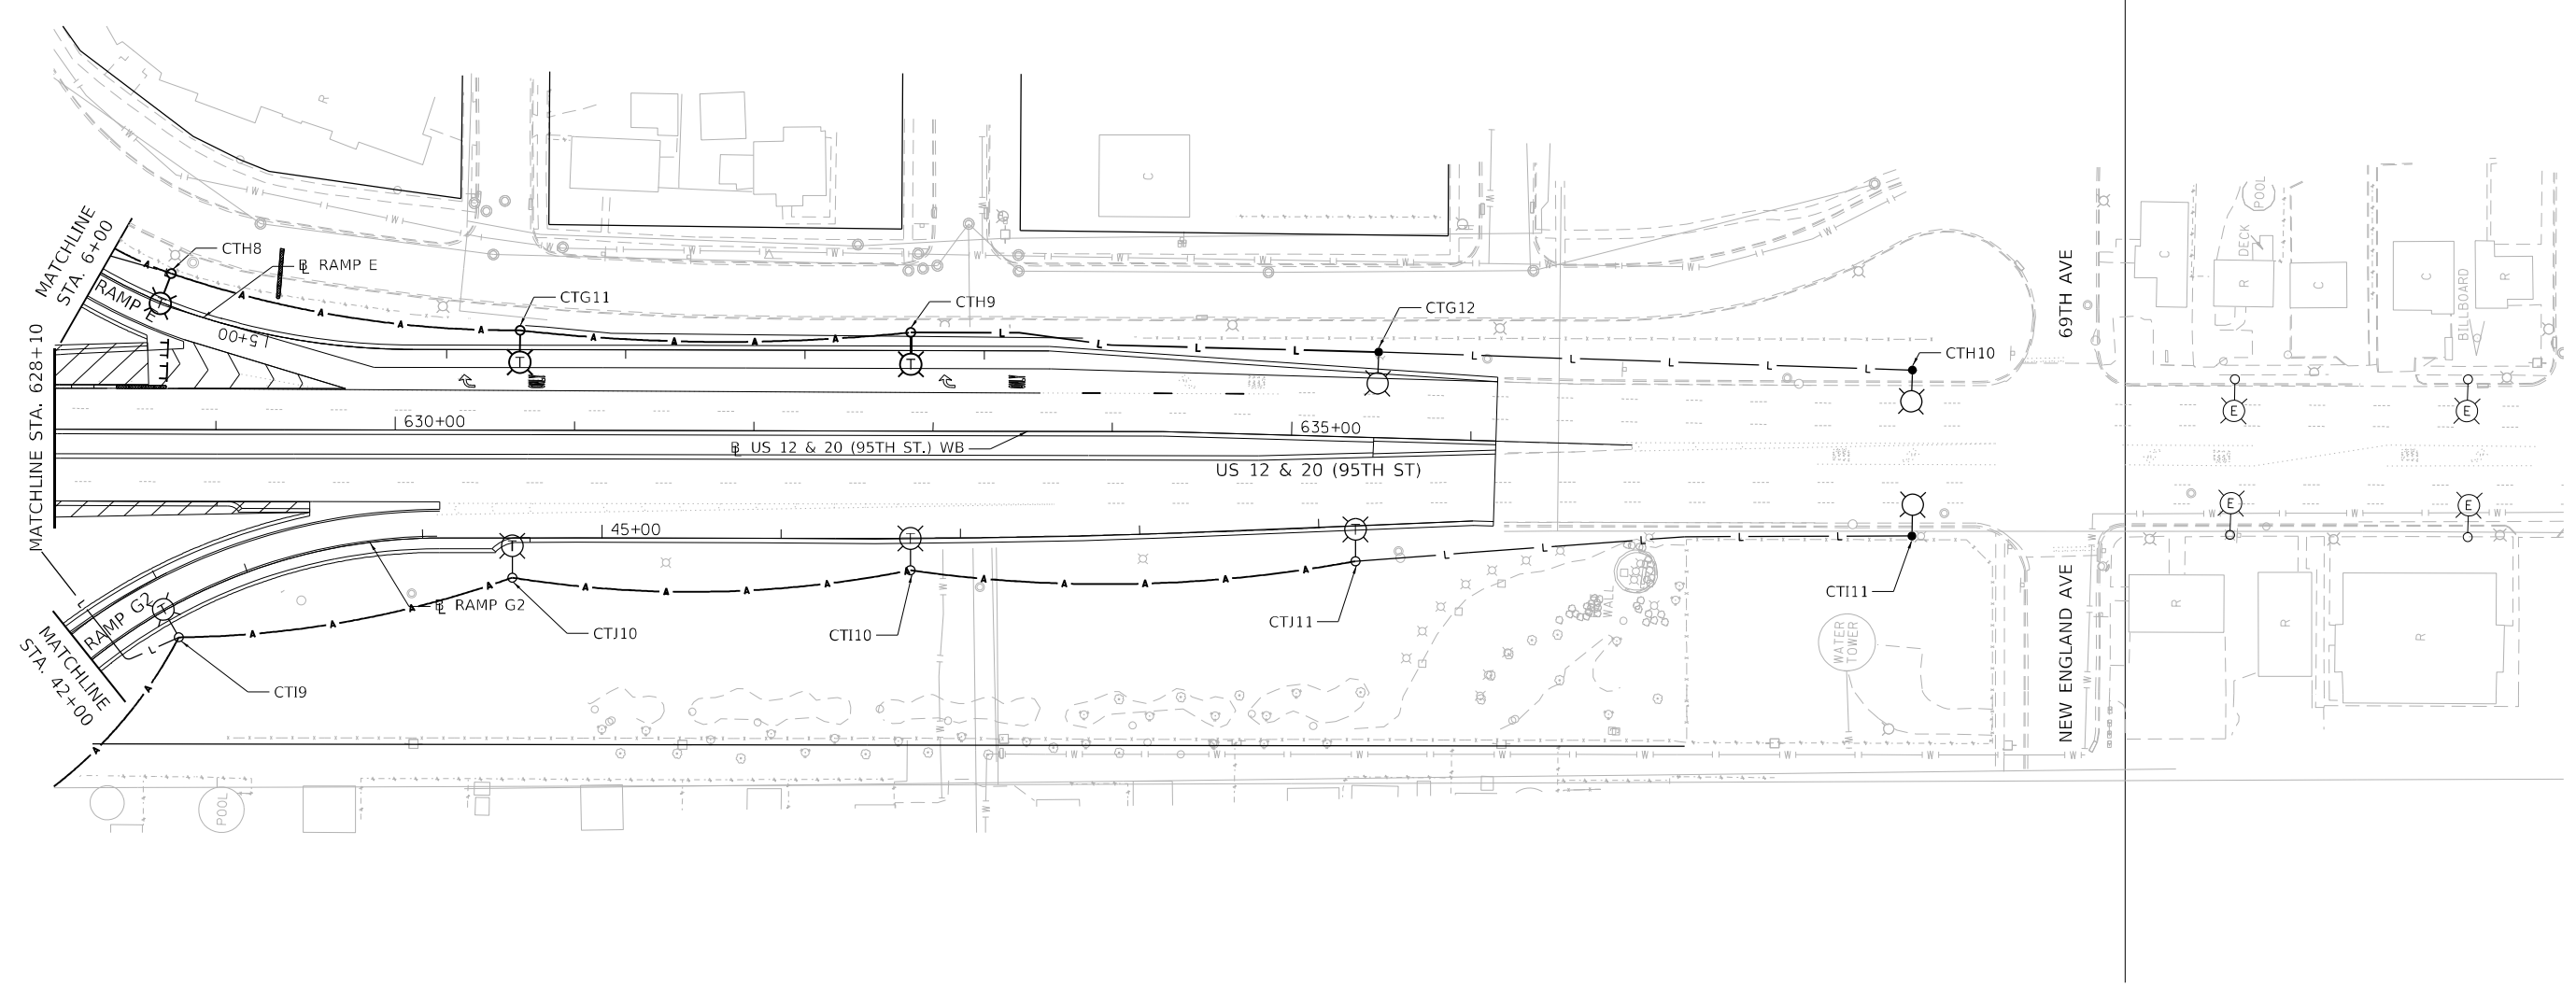 R
W
W
W
MATCHLINE
STA. 6+00
CTH8
℄ RAMP E
RAMP E
15+00
T
CTG11
T
CTH9
T
C
CTG12
CTH10
69TH AVE
C
DECK
POOL
R
C
C
R
BILLBOARD
E
E
MATCHLINE STA. 628+10
630+00
635+00
℄ US 12 & 20 (95TH ST.) WB
US 12 & 20 (95TH ST)
45+00
T
T
T
E
E
℄ RAMP G2
RAMP G2
T
MATCHLINE
STA. 42+00
CTI9
CTJ10
CTI10
CTJ11
CTI11
WALL
WATER
TOWER
NEW ENGLAND AVE
R
R
R
POOL
A
L
W